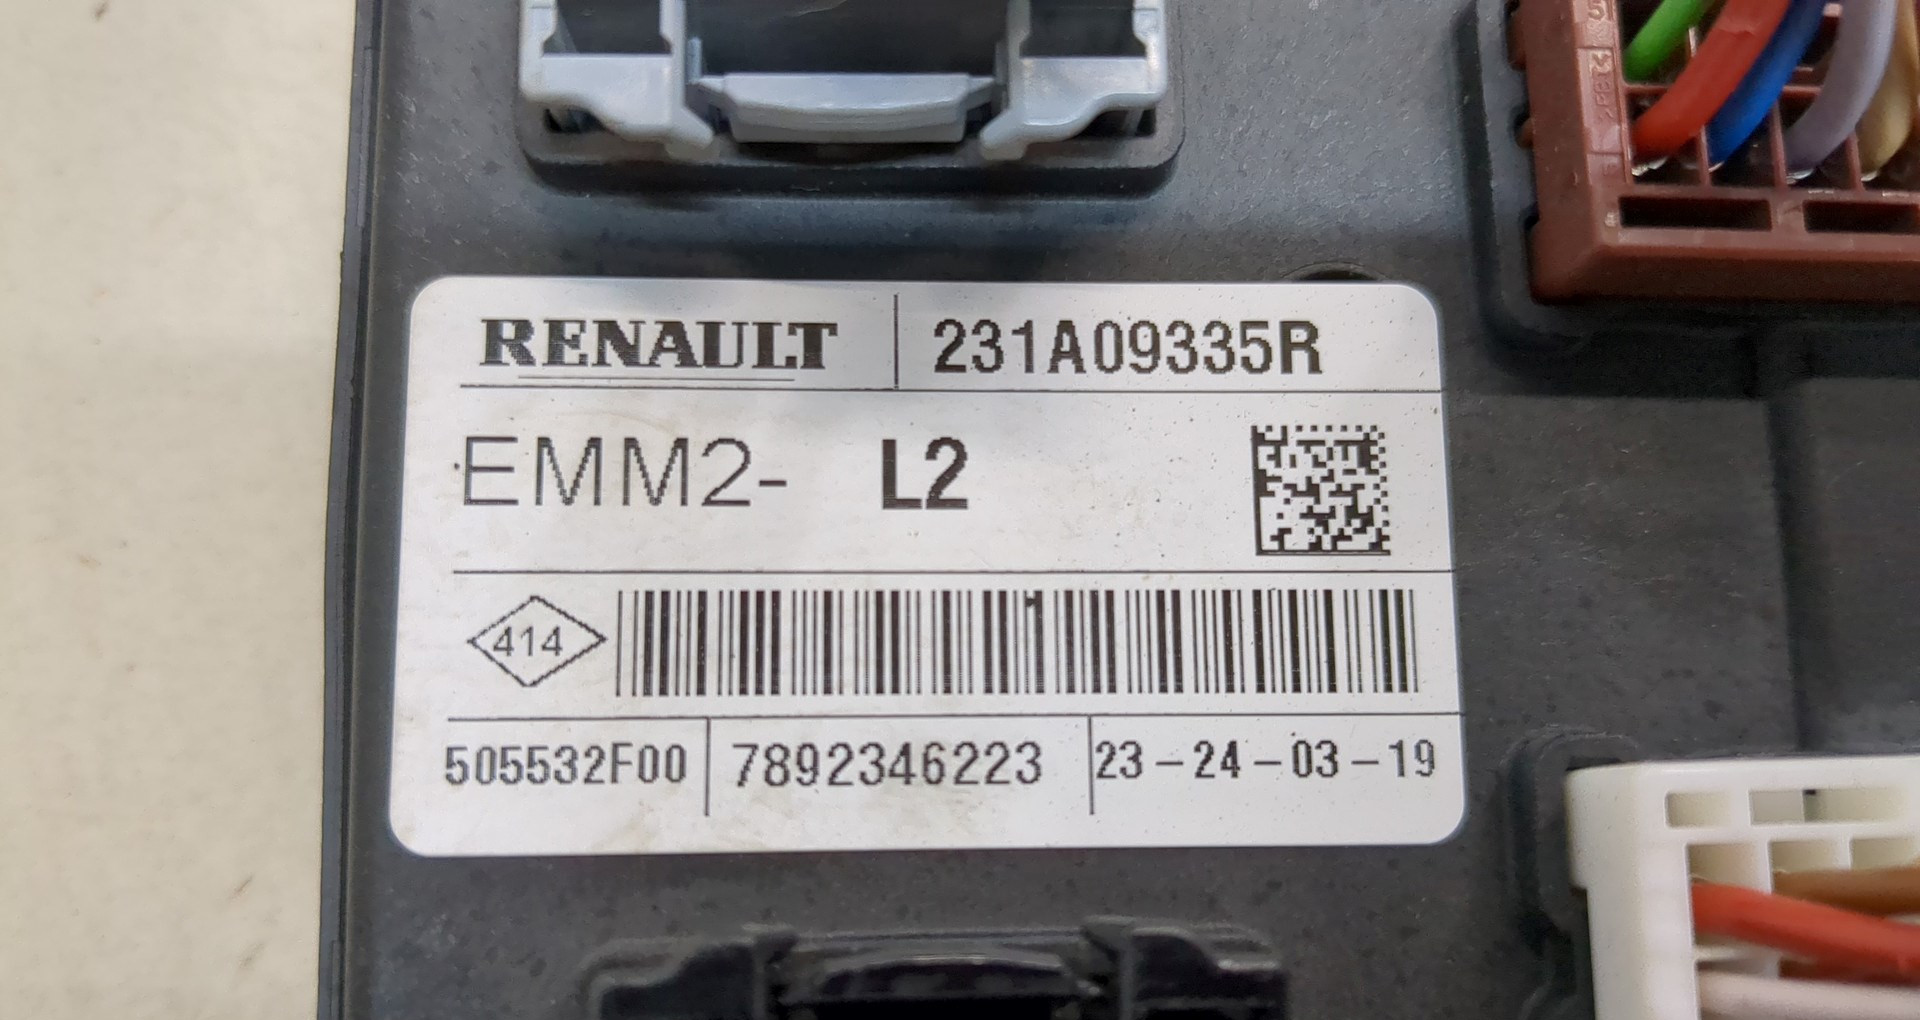 RENAULT 231A09335R
EMM2- L2
414
505532F00 7892346223 23-24-03-19